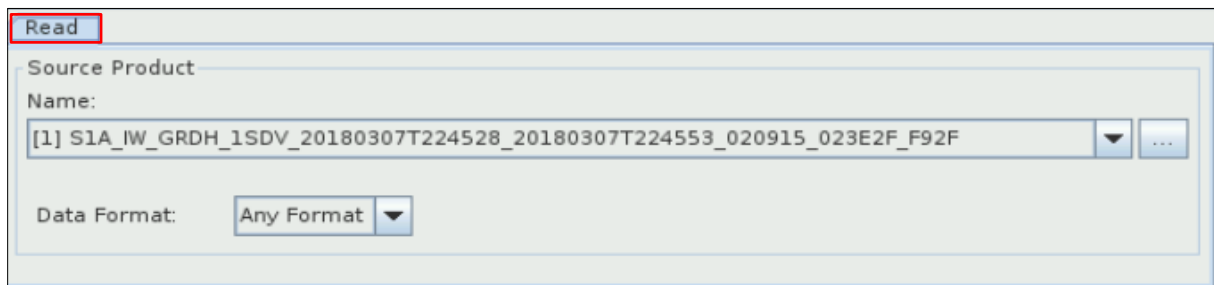 Read
Source Product
Name:
[1] S1A_IW_GRDH_1SDV_20180307T224528_20180307T224553_020915_023E2F_F92F
...
Data Format:
Any Format